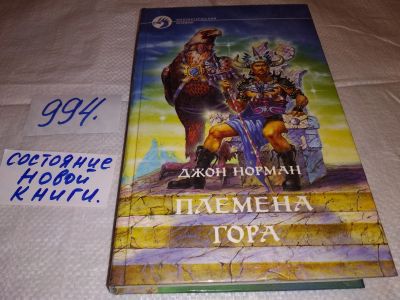 994.
СОСТОЯНИЕ
НОВОЙ
КНИГИ.
ДЖОН НОРМАН
ПЛЕМЕНА
ГОРА